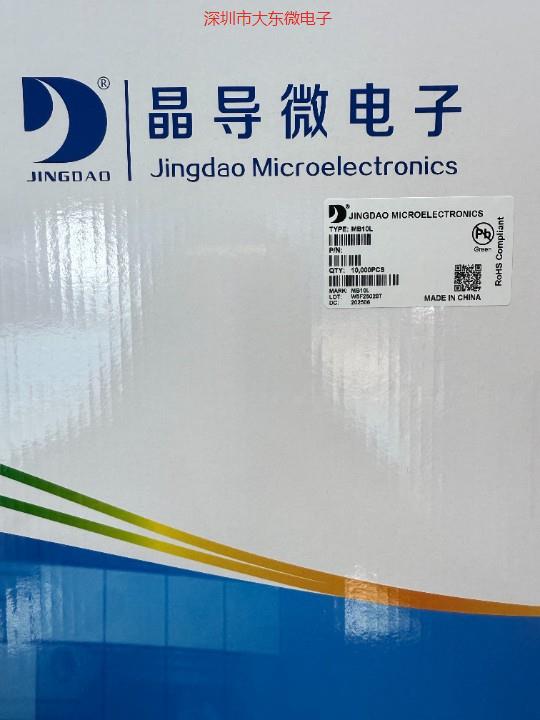 深圳市大东微电子
®
晶导微电子
JINGDAO
Jingdao Microelectronics
JINGDAO MICROELECTRONICS
TYPE: MB10L
P/N:
Pb
Green
RoHS Compliant
QTY: 10,000PCS
MARK: MB10L
LOT:
DC: 202506
MADE IN CHINA